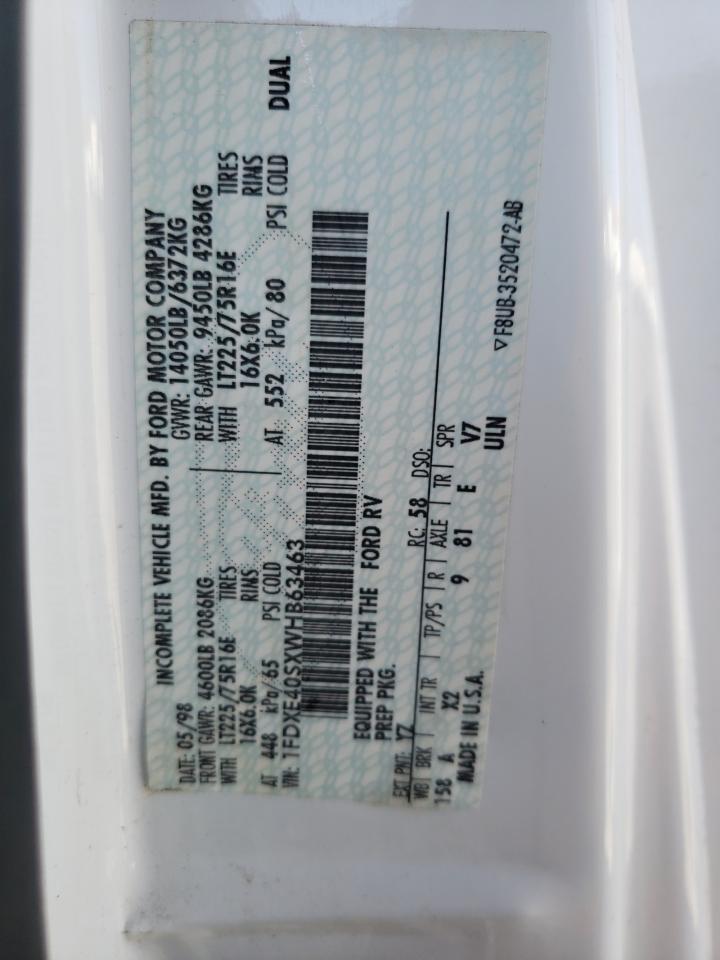 INCOMPLETE VEHICLE MFD. BY FORD MOTOR COMPANY
DATE: 05/98 GVWR: 14050LB/6372KG
FRONT GAWR: 4600LB 2086KG REAR GAWR: 9450LB 4286KG
WITH LT225/75R16E TIRES WITH LT225/75R16E TIRES
16X6.0K RIMS 16X6.0K RIMS
AT 448 kPa/65 PSI COLD AT 552 kPa/80 PSI COLD DUAL
VIN: 1FDXE40SXWHB63463
EQUIPPED WITH THE FORD RV
PREP PKG.
EXT PNT: YZ RC: 58 DSO:
WB BRK INT TR TP/PS R AXLE TR SPR
158 A X2 9 81 E V7
MADE IN U.S.A. ULN
▽F8UB-3520472-AB